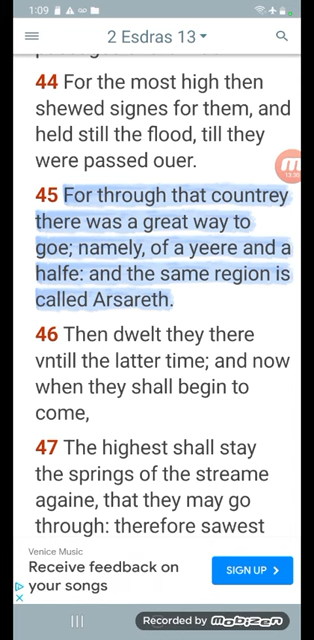 1:09
2 Esdras 13
44 For the most high then
shewed signes for them, and
held still the flood, till they
were passed ouer.
13:39
45 For through that countrey
there was a great way to
goe; namely, of a yeere and a
halfe: and the same region is
called Arsareth.
46 Then dwelt they there
vntill the latter time; and now
when they shall begin to
come,
47 The highest shall stay
the springs of the streame
againe, that they may go
through: therefore sawest
Venice Music
Receive feedback on
your songs
SIGN UP
Recorded by mobizen